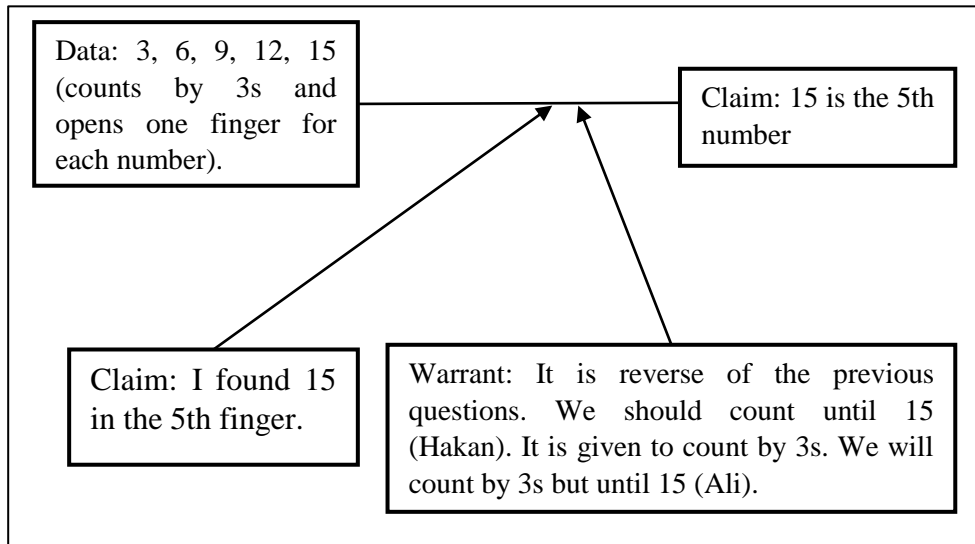 Data: 3, 6, 9, 12, 15
(counts by 3s and
opens one finger for
each number).
Claim: 15 is the 5th
number
Claim: I found 15
in the 5th finger.
Warrant: It is reverse of the previous
questions. We should count until 15
(Hakan). It is given to count by 3s. We will
count by 3s but until 15 (Ali).